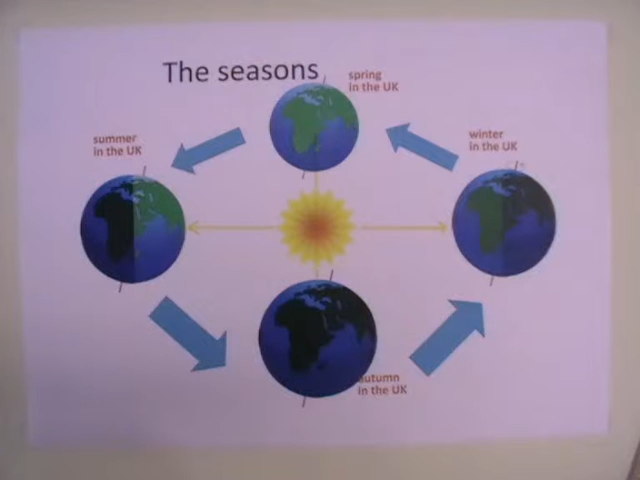 The seasons
spring
in the UK
summer
in the UK
winter
in the UK
autumn
in the UK